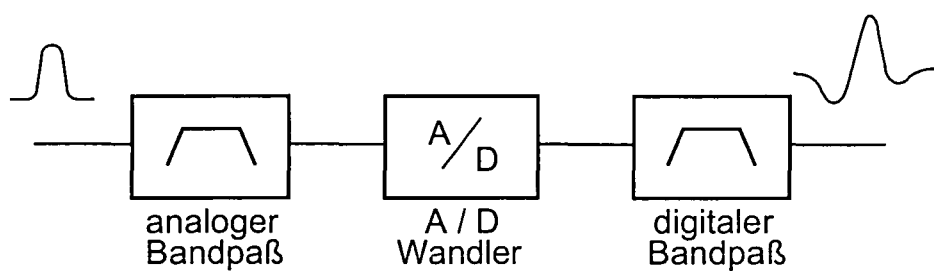 A/D
analoger
Bandpaß
A / D
Wandler
digitaler
Bandpaß